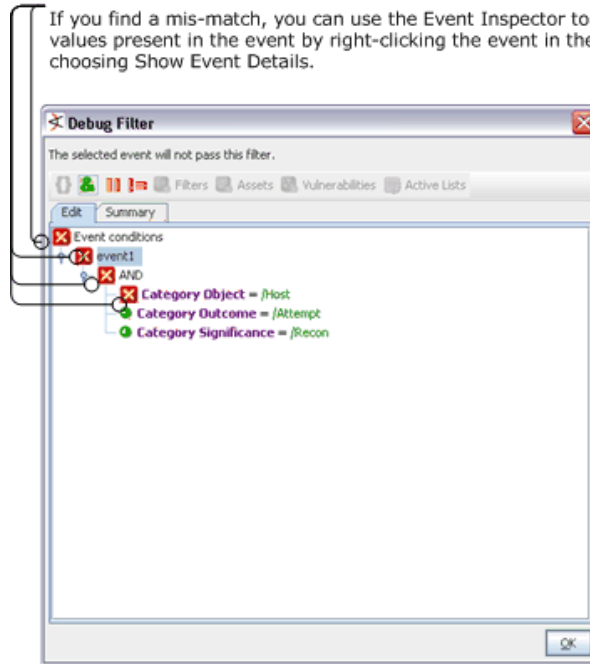 If you find a mis-match, you can use the Event Inspector to
values present in the event by right-clicking the event in the
choosing Show Event Details.
Debug Filter
The selected event will not pass this filter.
Filters Assets Vulnerabilities Active Lists
Edit Summary
Event conditions
event1
AND
Category Object = /Host
Category Outcome = /Attempt
Category Significance = /Recon
OK